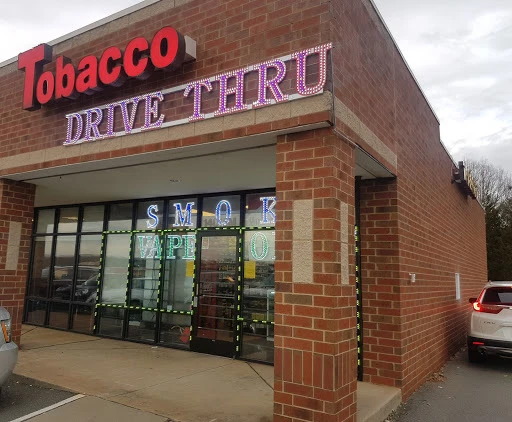 Tobacco
DRIVE THRU
SMOK
VAPE